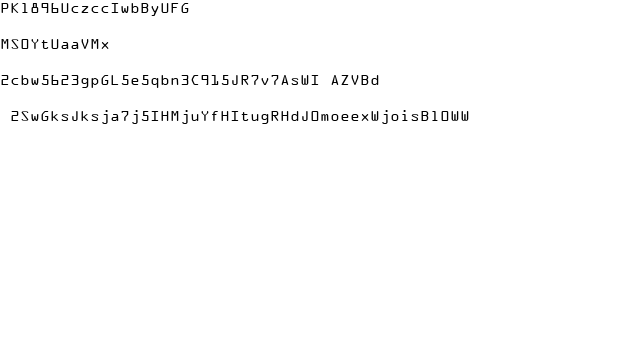 PK1896UczccIwbByUFG
MSOYtUaaVMx
2cbw5623gpGL5e5qbn3C915JR7v7AsWI AZVBd
2SwGksJksja7j5IHMjuYfHItugRHdJOmoeexWjoisB1OWW